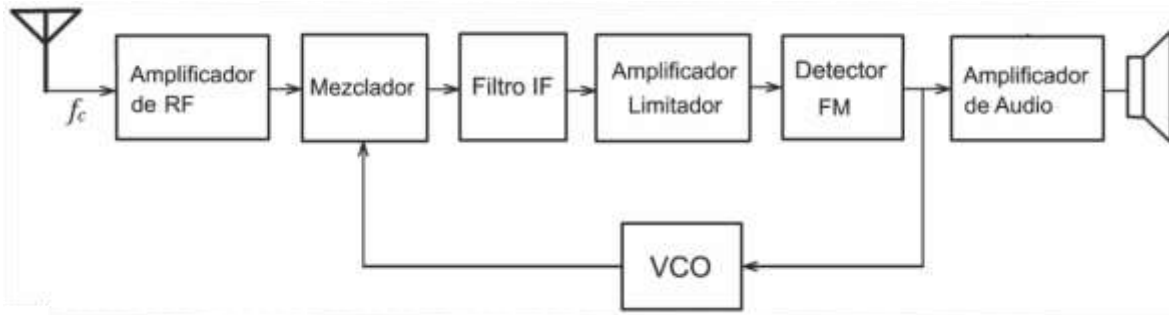 Amplificador
de RF
Mezclador
Filtro IF
Amplificador
Limitador
Detector
FM
Amplificador
de Audio
fc
VCO